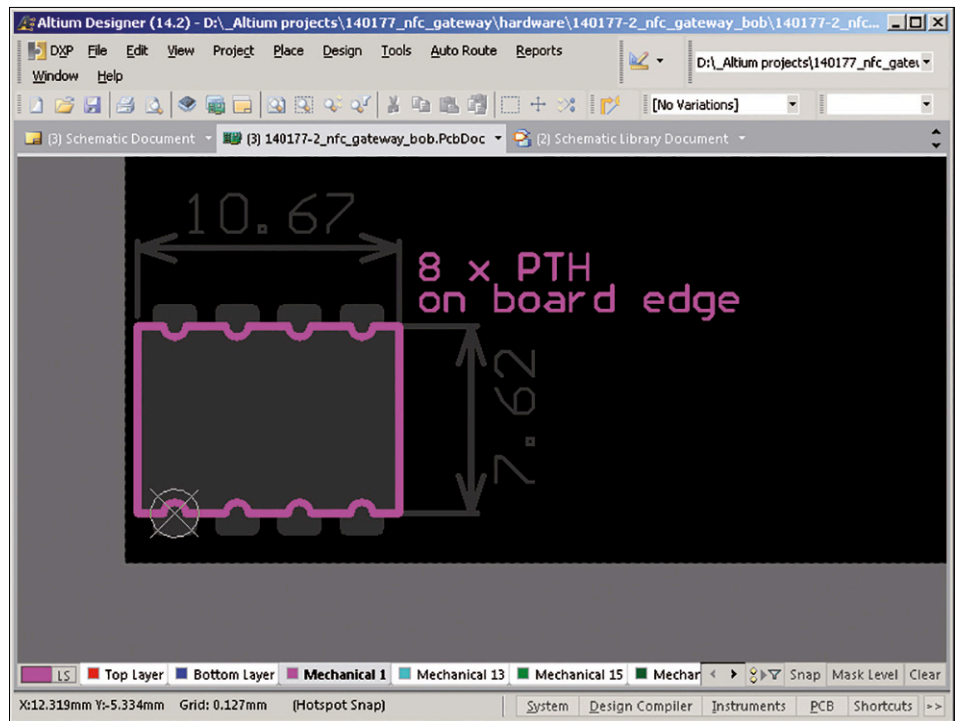 Altium Designer (14.2) - D:\_Altium projects\140177_nfc_gateway\hardware\140177-2_nfc_gateway_bob\140177-2_nfc...
DXP File Edit View Project Place Design Tools Auto Route Reports
D:\_Altium projects\140177_nfc_gatew
Window Help
[No Variations]
(3) Schematic Document (3) 140177-2_nfc_gateway_bob.PcbDoc (2) Schematic Library Document
10.67
8 x PTH
on board edge
7.62
LS Top Layer Bottom Layer Mechanical 1 Mechanical 13 Mechanical 15 Mechar Snap Mask Level Clear
X:12.319mm Y:-5.334mm Grid: 0.127mm (Hotspot Snap) System Design Compiler Instruments PCB Shortcuts >>